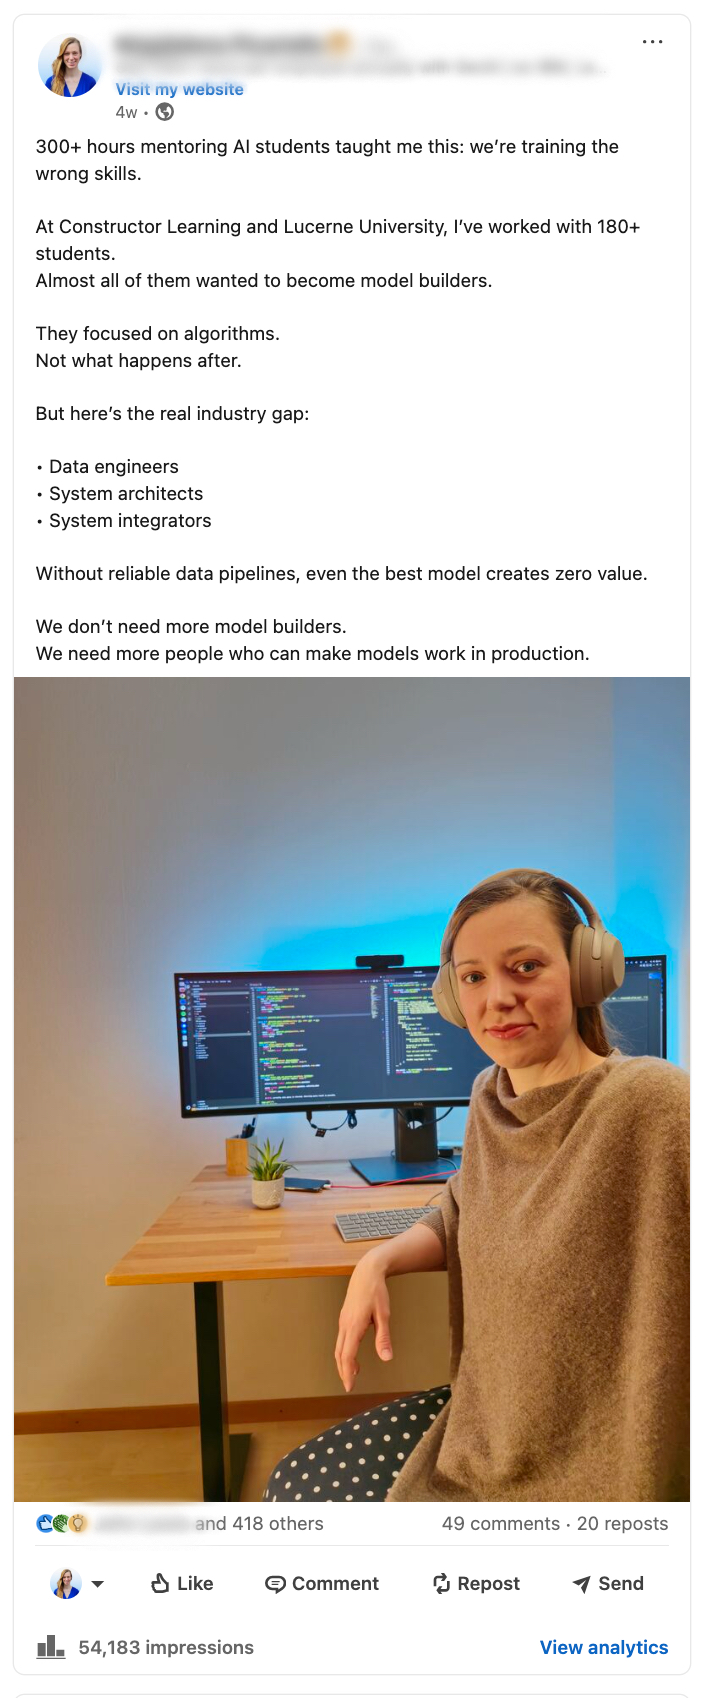 Visit my website
4w •
300+ hours mentoring AI students taught me this: we’re training the
wrong skills.
At Constructor Learning and Lucerne University, I’ve worked with 180+
students.
Almost all of them wanted to become model builders.
They focused on algorithms.
Not what happens after.
But here’s the real industry gap:
• Data engineers
• System architects
• System integrators
Without reliable data pipelines, even the best model creates zero value.
We don’t need more model builders.
We need more people who can make models work in production.
and 418 others
49 comments · 20 reposts
Like
Comment
Repost
Send
54,183 impressions
View analytics